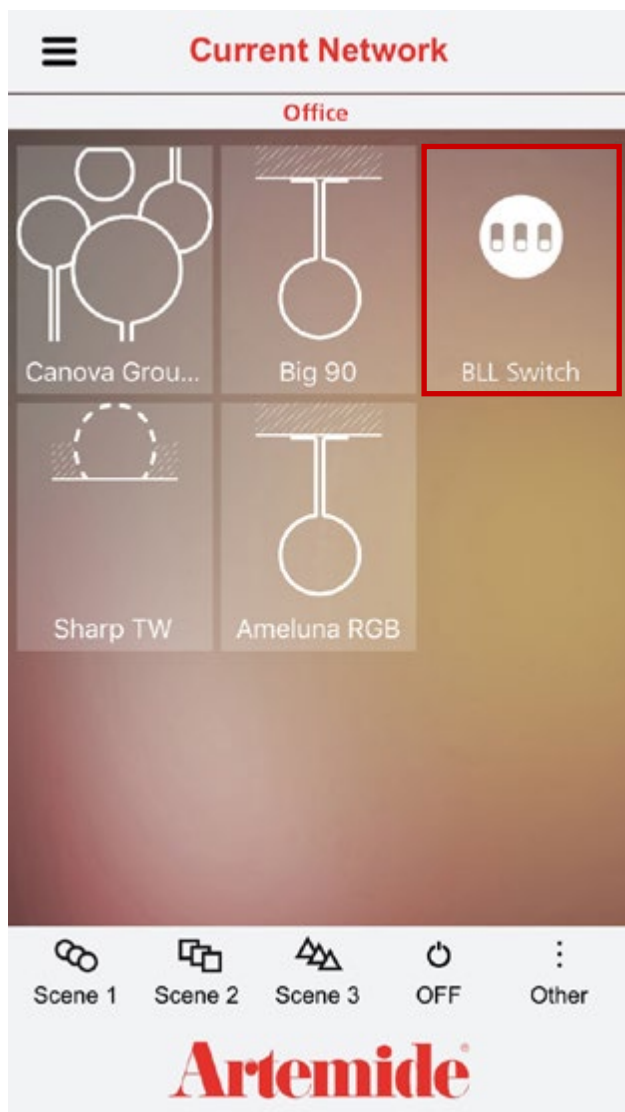 Current Network
Office
Canova Grou...
Big 90
BLL Switch
Sharp TW
Ameluna RGB
Scene 1
Scene 2
Scene 3
OFF
Other
Artemide